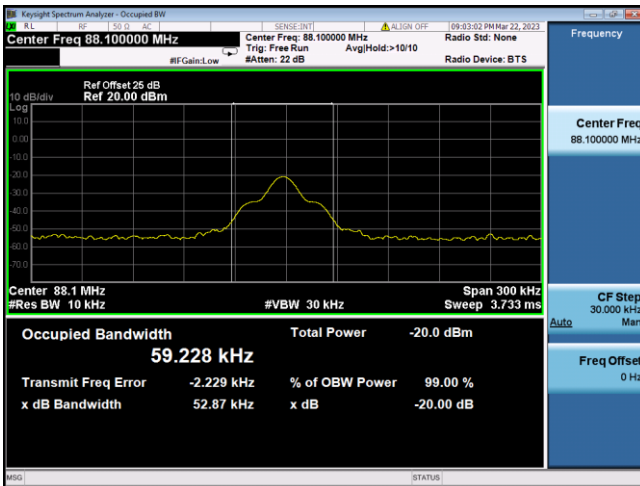 Keysight Spectrum Analyzer - Occupied BW
RL RF 50 Ω AC SENSE:INT ALIGN OFF 09:03:02 PM Mar 22, 2023
Center Freq 88.100000 MHz
Center Freq: 88.100000 MHz
Radio Std: None
Trig: Free Run Avg|Hold:>10/10
#IFGain:Low #Atten: 22 dB Radio Device: BTS
Ref Offset 25 dB
10 dB/div Ref 20.00 dBm
Log
10.0
0.00
-10.0
-20.0
-30.0
-40.0
-50.0
-60.0
-70.0
Center 88.1 MHz Span 300 kHz
#Res BW 10 kHz #VBW 30 kHz Sweep 3.733 ms
Occupied Bandwidth Total Power -20.0 dBm
59.228 kHz
Transmit Freq Error -2.229 kHz % of OBW Power 99.00 %
x dB Bandwidth 52.87 kHz x dB -20.00 dB
MSG STATUS
Frequency
Center Freq
88.100000 MHz
CF Step
30.000 kHz
Auto Man
Freq Offset
0 Hz